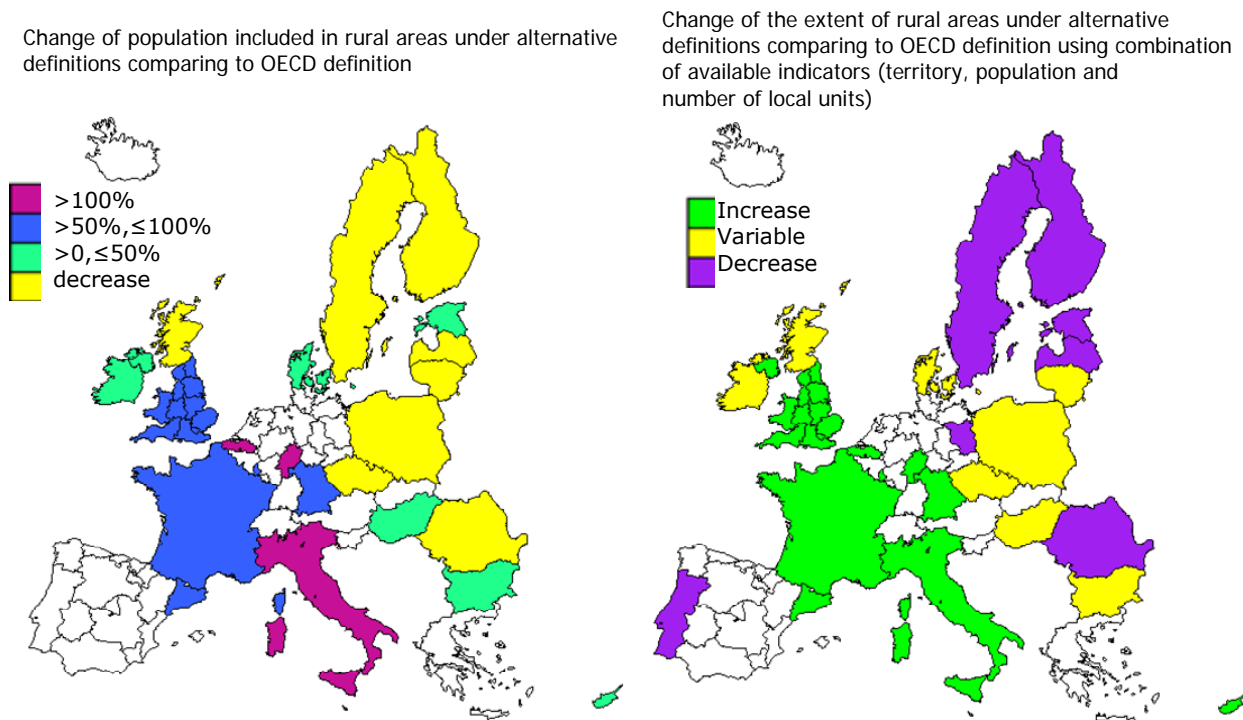 Change of population included in rural areas under alternative
definitions comparing to OECD definition
>100%
>50%,≤100%
>0,≤50%
decrease
Change of the extent of rural areas under alternative
definitions comparing to OECD definition using combination
of available indicators (territory, population and
number of local units)
Increase
Variable
Decrease